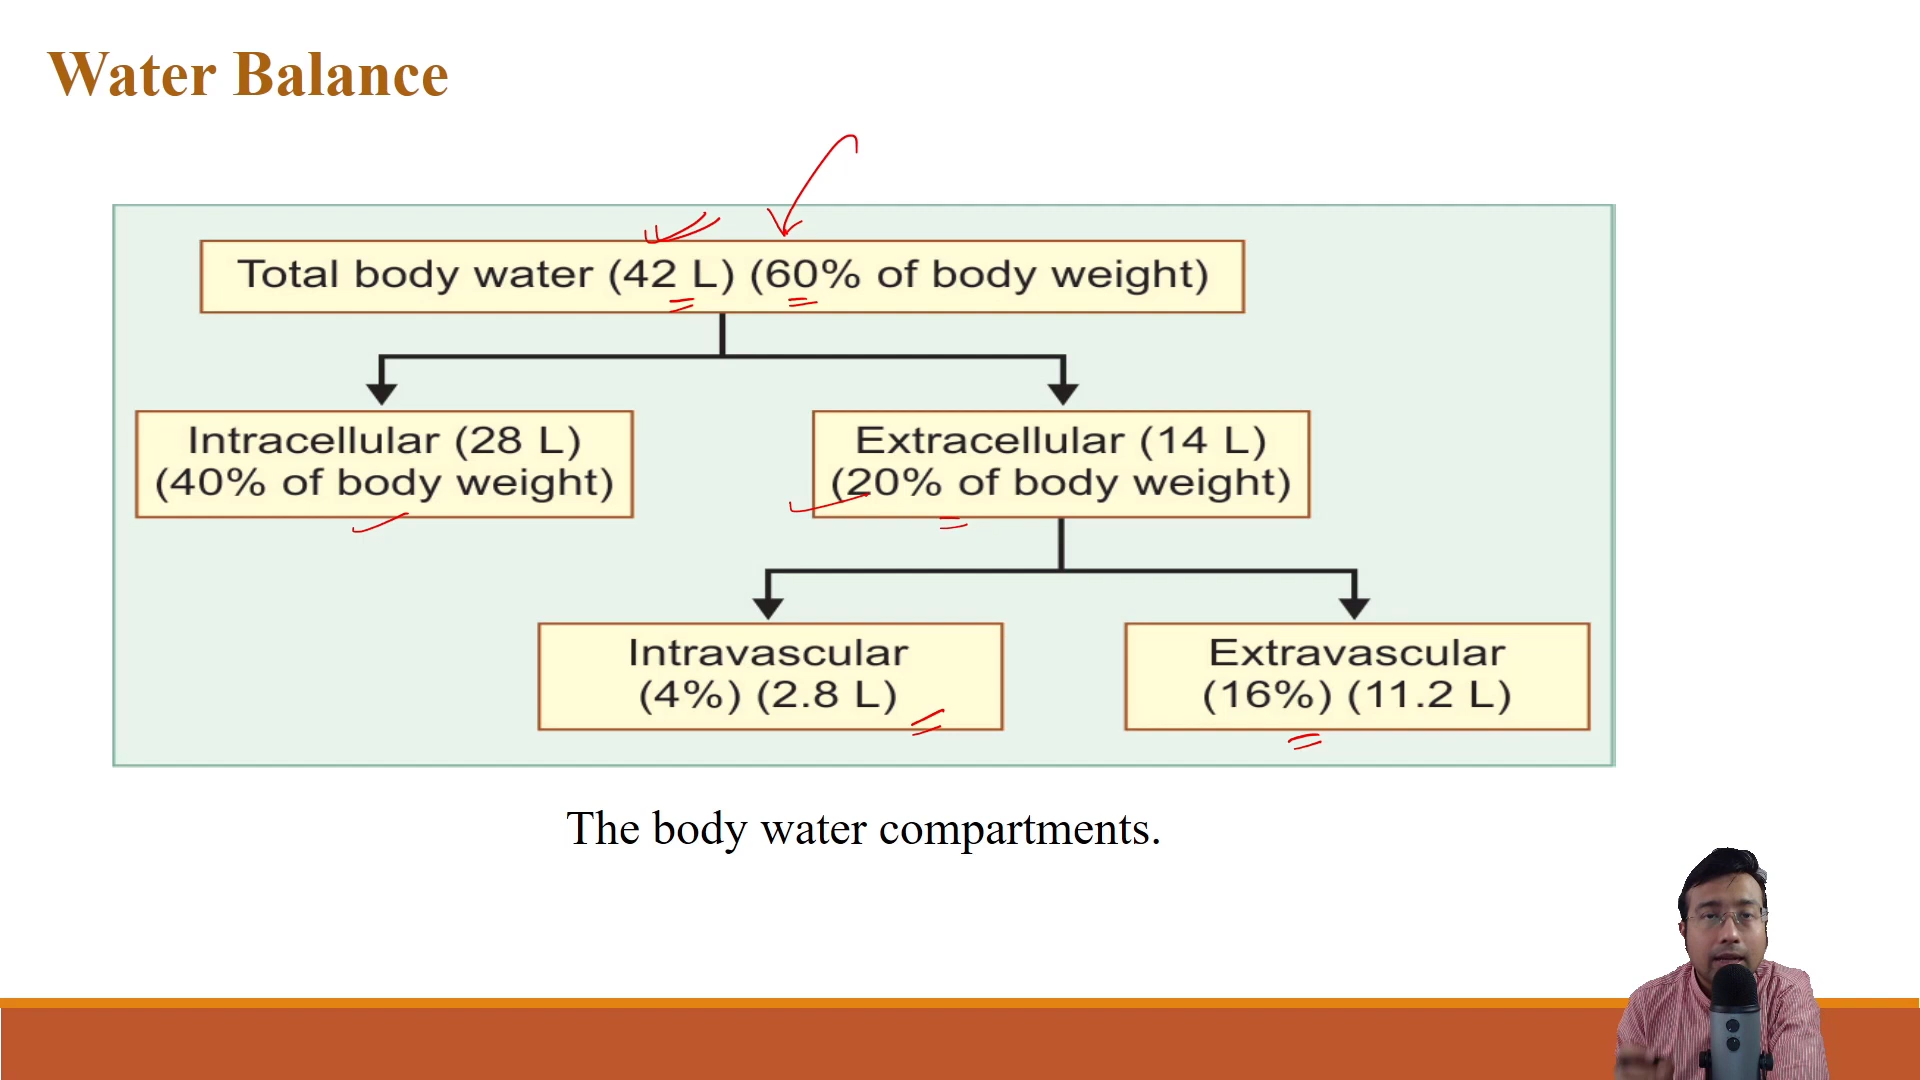 Water Balance
Total body water (42 L) (60% of body weight)
Intracellular (28 L)
(40% of body weight)
Extracellular (14 L)
(20% of body weight)
Intravascular
(4%) (2.8 L)
Extravascular
(16%) (11.2 L)
The body water compartments.